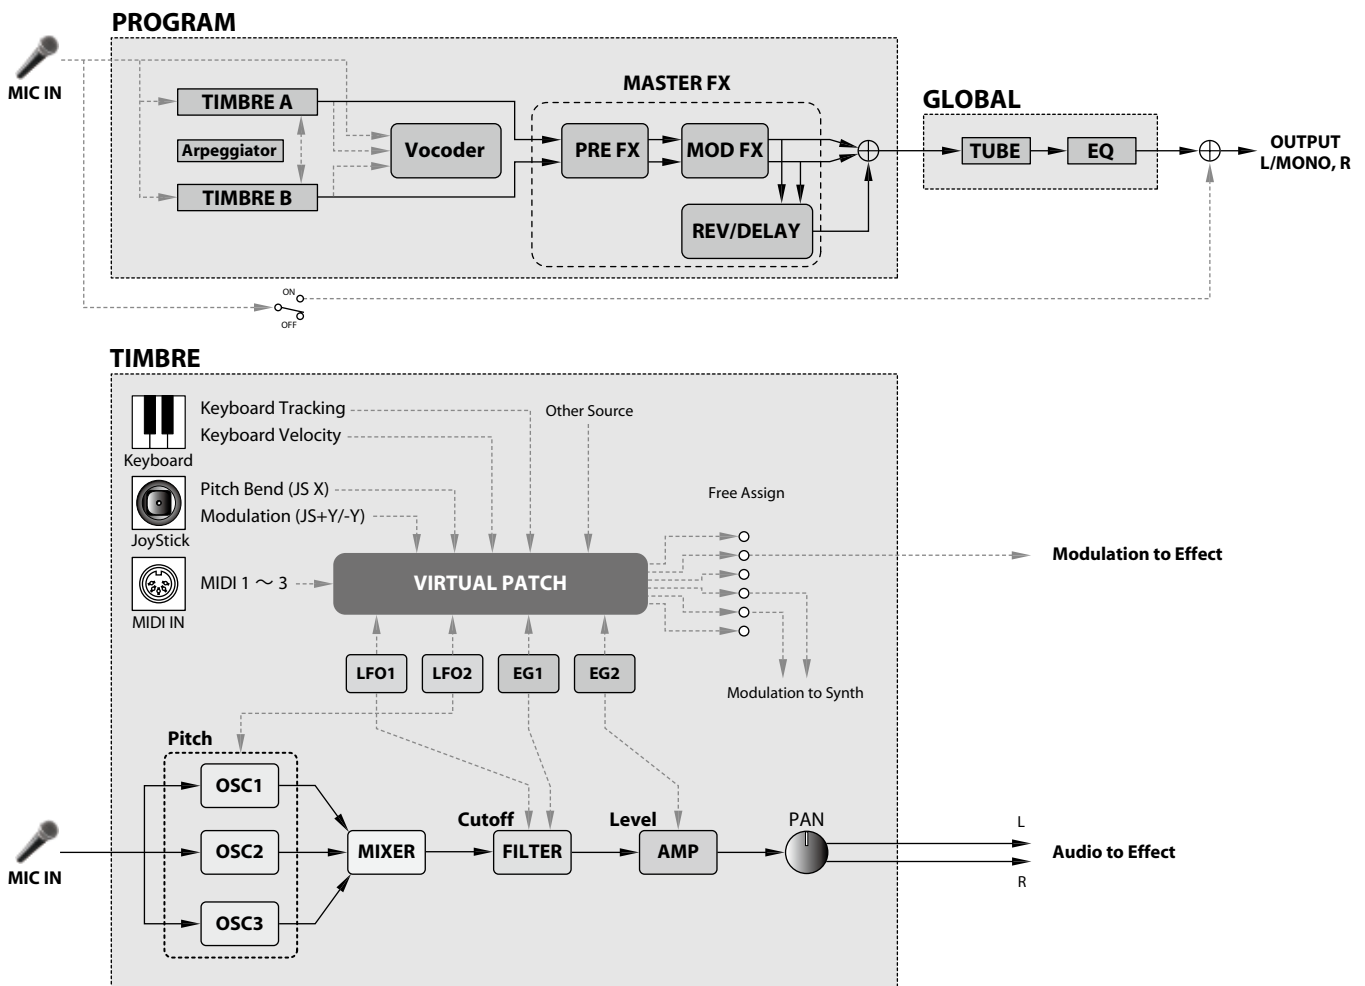 PROGRAM
MIC IN
TIMBRE A
Arpeggiator
TIMBRE B
Vocoder
MASTER FX
PRE FX
MOD FX
REV/DELAY
GLOBAL
TUBE
EQ
OUTPUT
L/MONO, R
ON
OFF
TIMBRE
Keyboard
Keyboard Tracking
Keyboard Velocity
Other Source
JoyStick
Pitch Bend (JS X)
Modulation (JS+Y/-Y)
Free Assign
MIDI IN
MIDI 1 ～ 3
VIRTUAL PATCH
Modulation to Effect
LFO1
LFO2
EG1
EG2
Modulation to Synth
Pitch
OSC1
OSC2
OSC3
MIC IN
MIXER
Cutoff
FILTER
Level
AMP
PAN
L
R
Audio to Effect